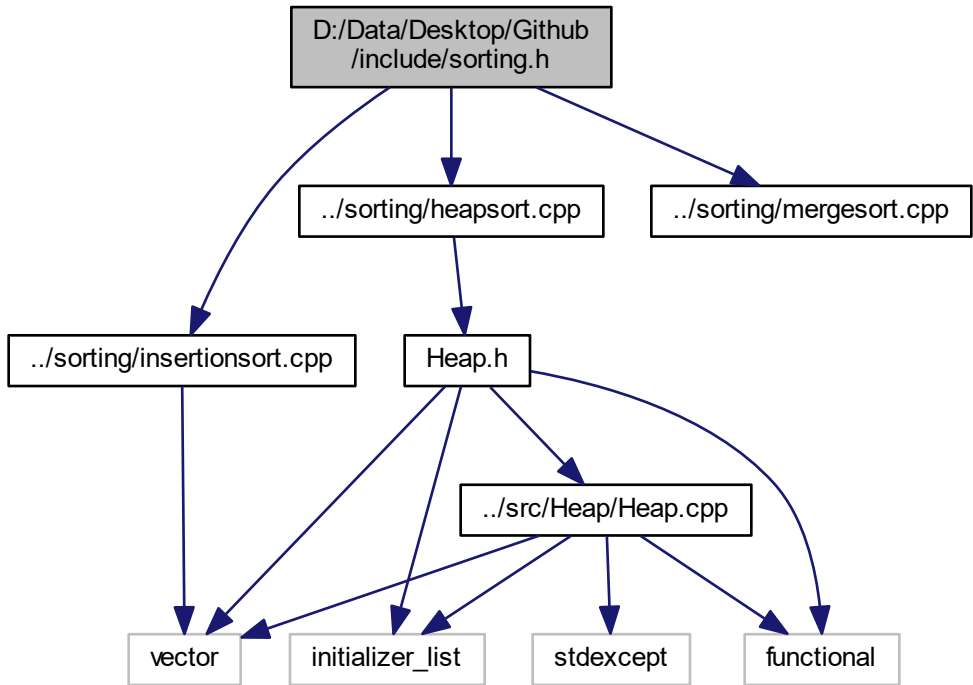 D:/Data/Desktop/Github
/include/sorting.h
../sorting/heapsort.cpp
../sorting/mergesort.cpp
../sorting/insertionsort.cpp
Heap.h
../src/Heap/Heap.cpp
vector
initializer_list
stdexcept
functional